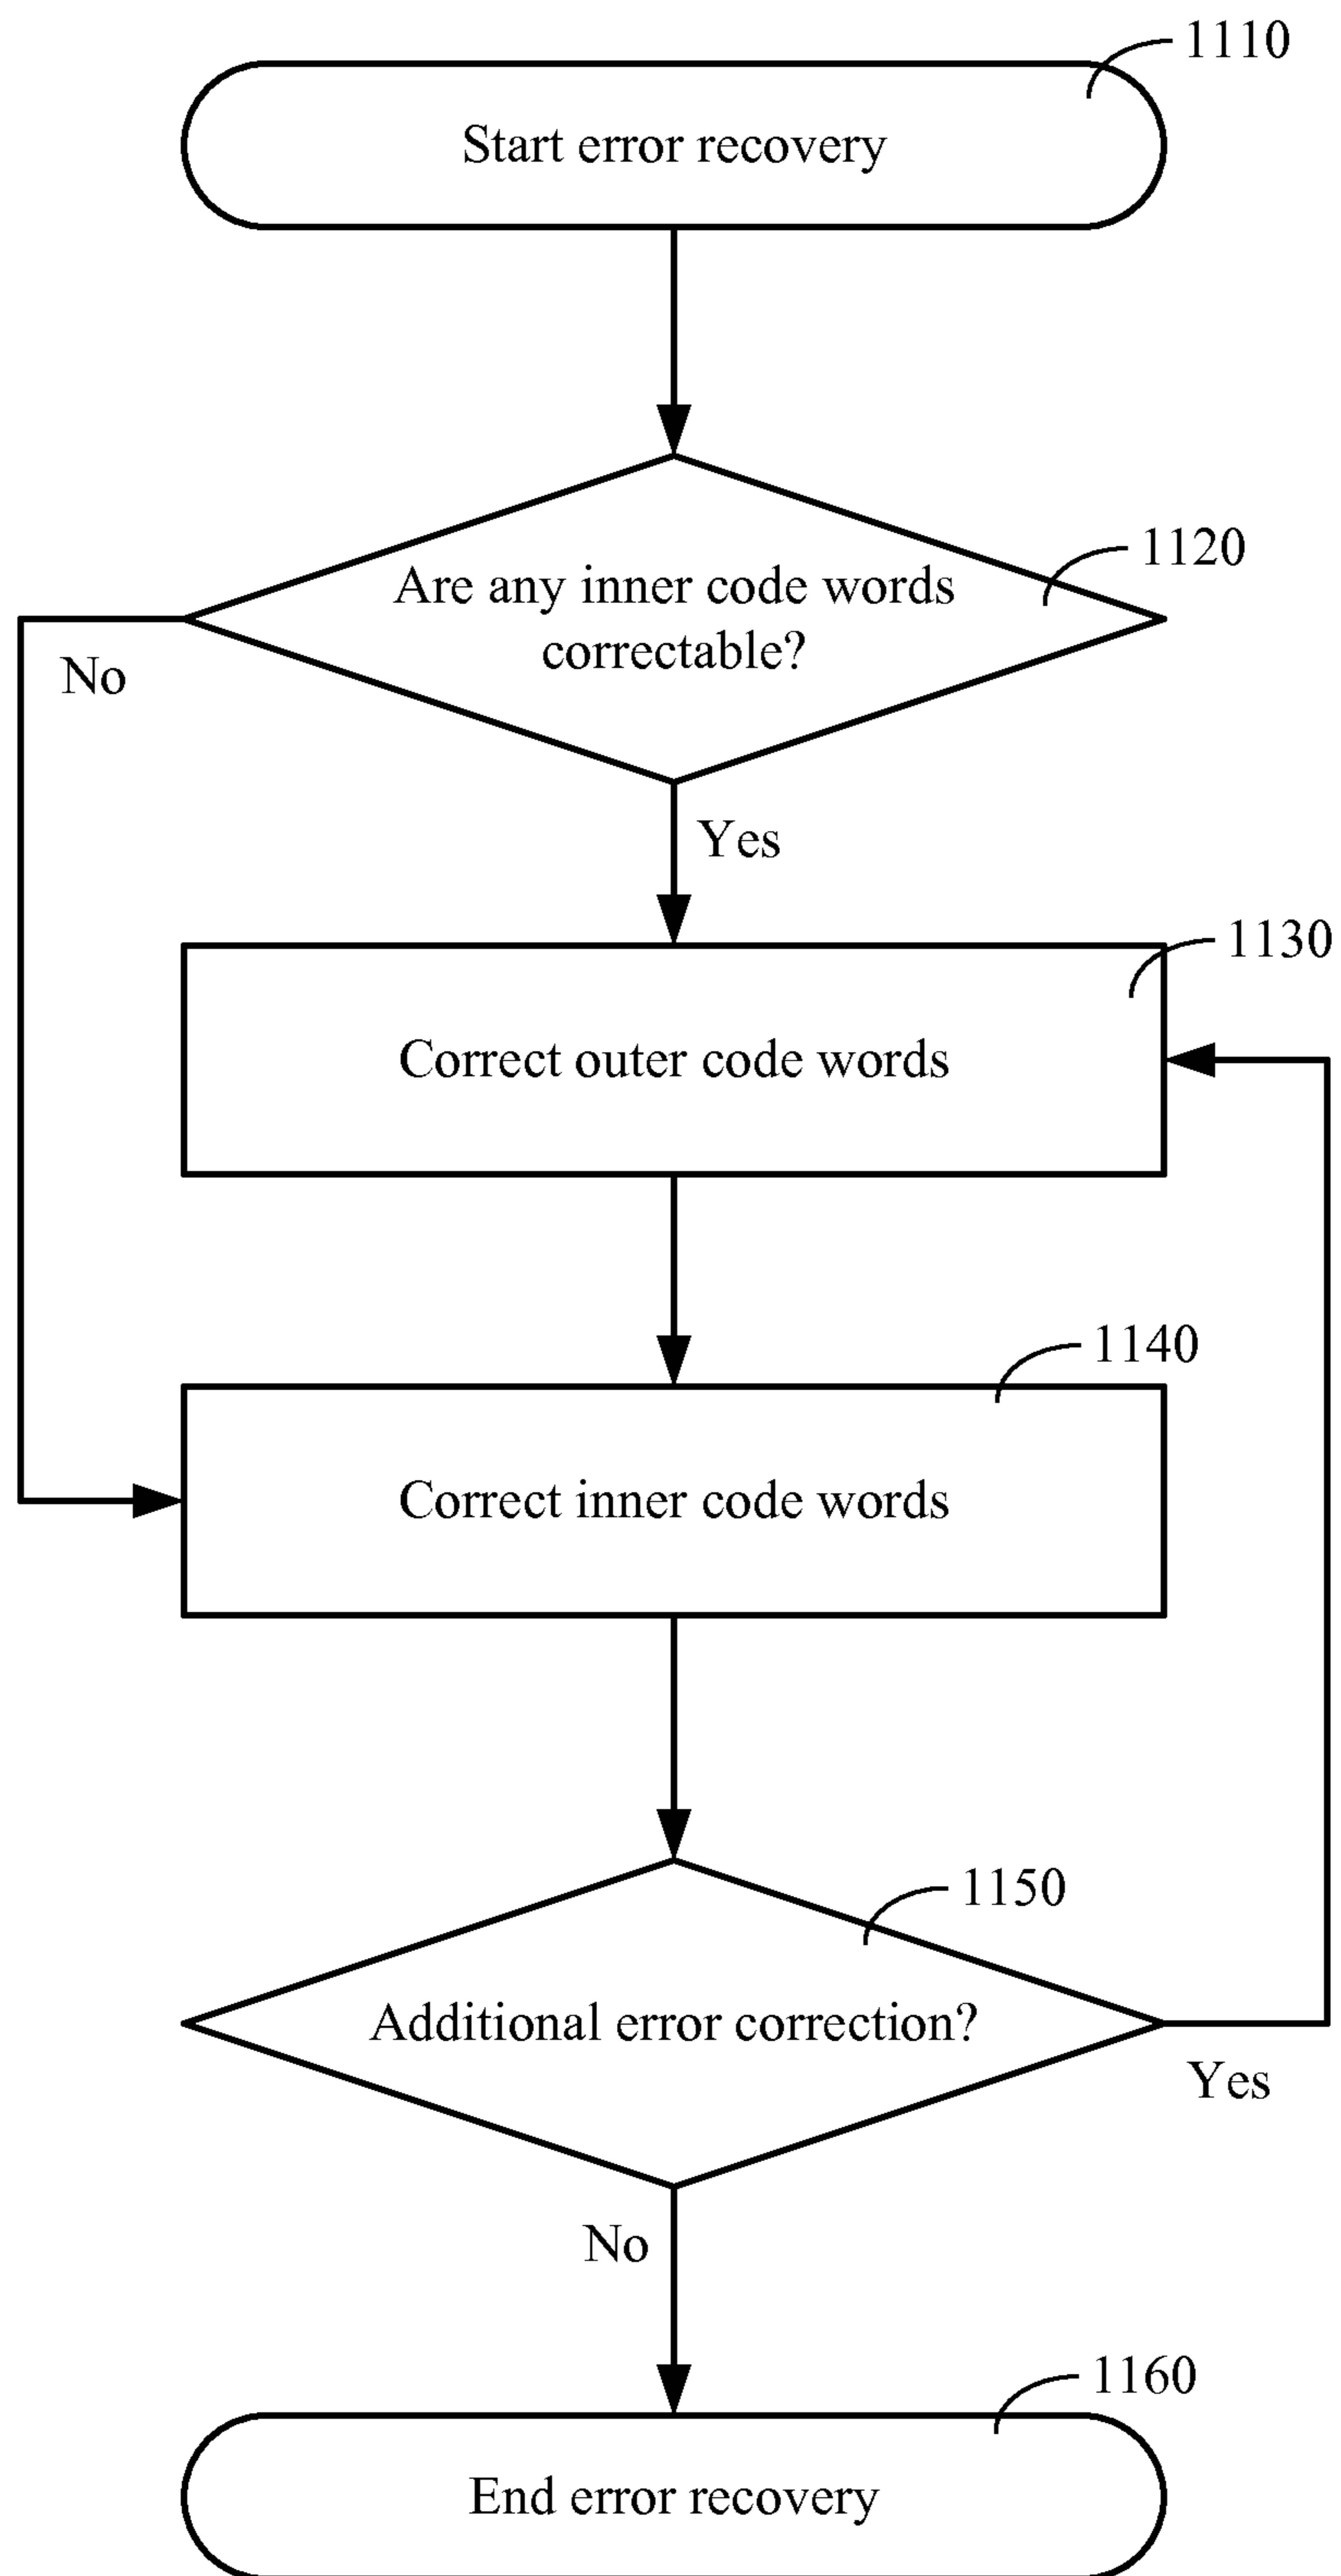 1110
Start error recovery
1120
Are any inner code words
correctable?
No
Yes
1130
Correct outer code words
1140
Correct inner code words
1150
Additional error correction?
Yes
No
1160
End error recovery